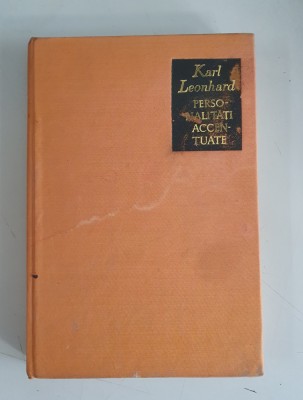 Karl
Leonhard
PERSO-
NALITĂȚI
ACCEN-
TUATE